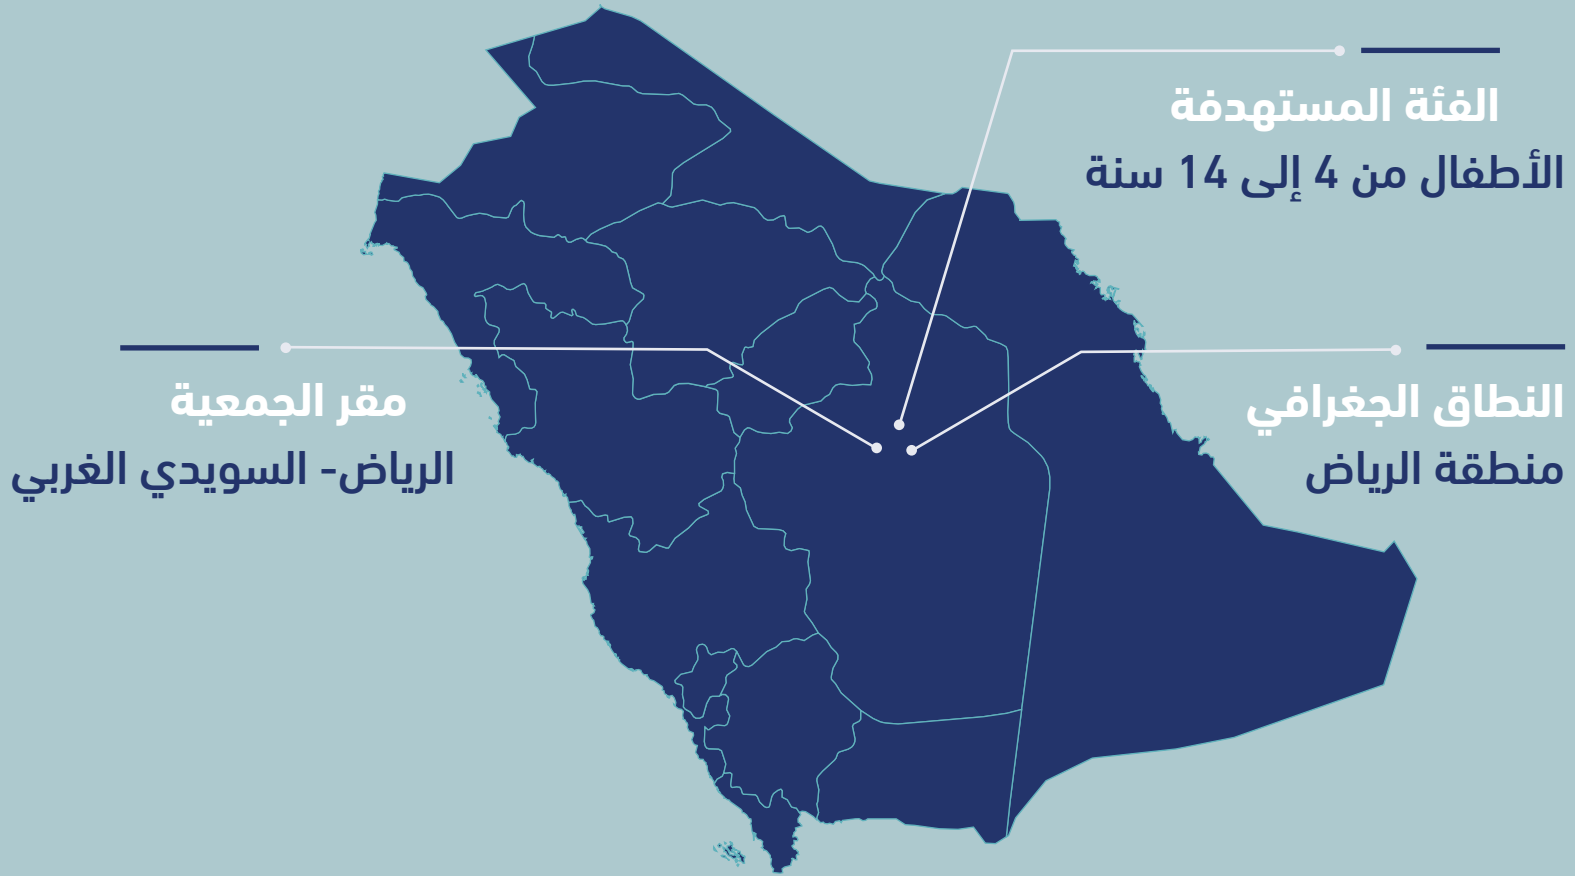 الفئة المستهدفة
الأطفال من 4 إلى 14 سنة
النطاق الجغرافي
منطقة الرياض
مقر الجمعية
الرياض- السويدي الغربي